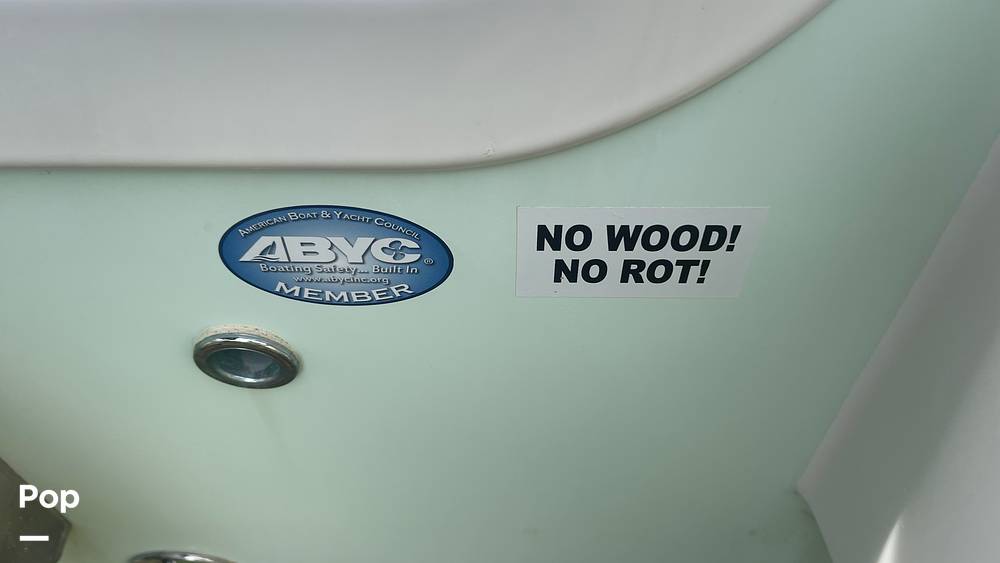 AMERICAN BOAT & YACHT COUNCIL
ABYC®
Boating Safety... Built In
www.abycinc.org
MEMBER
NO WOOD!
NO ROT!
Pop